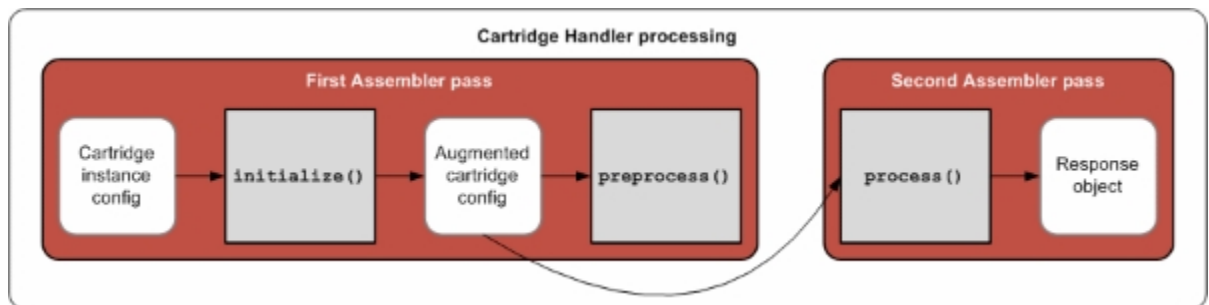 Cartridge Handler processing
First Assembler pass
Second Assembler pass
Cartridge
instance
config
initialize()
Augmented
cartridge
config
preprocess()
process()
Response
object